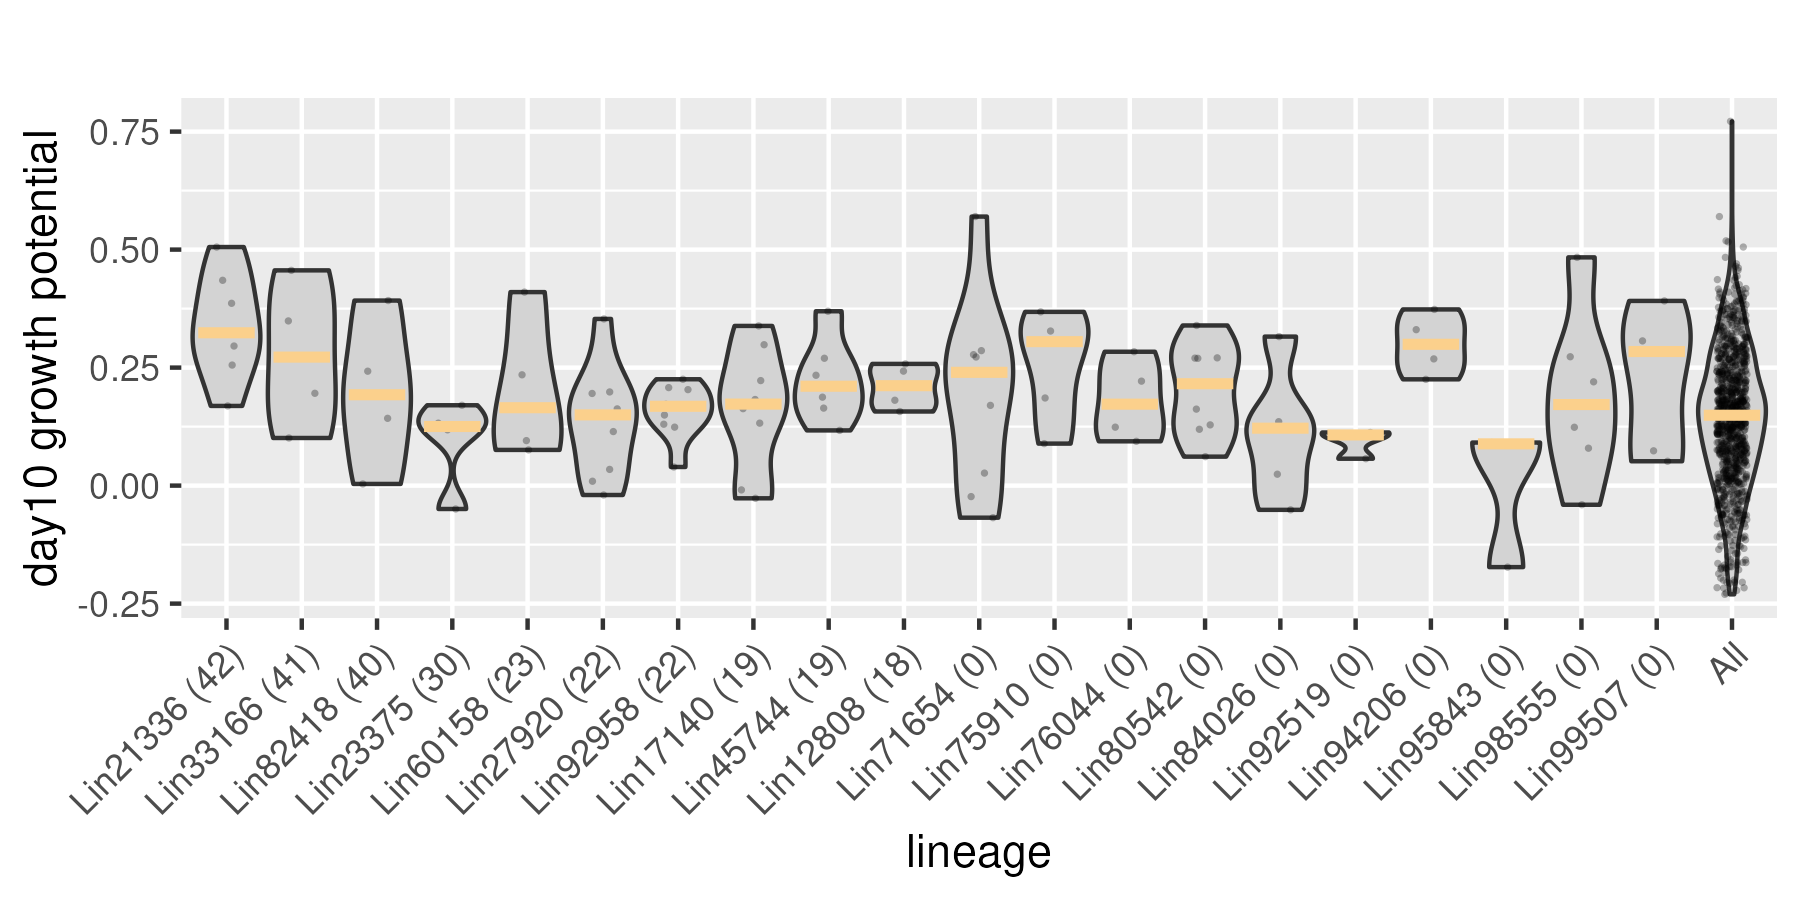 day10 growth potential
0.75
0.50
0.25
0.00
-0.25
Lin21336 (42)
Lin33166 (41)
Lin82418 (40)
Lin23375 (30)
Lin60158 (23)
Lin27920 (22)
Lin92958 (22)
Lin17140 (19)
Lin45744 (19)
Lin12808 (18)
Lin71654 (0)
Lin75910 (0)
Lin76044 (0)
Lin80542 (0)
Lin84026 (0)
Lin92519 (0)
Lin94206 (0)
Lin95843 (0)
Lin98555 (0)
Lin99507 (0)
All
lineage